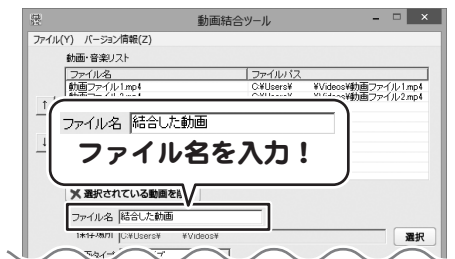 動画結合ツール
ファイル(Y) バージョン情報(Z)
動画・音楽リスト
ファイル名 ファイルパス
動画ファイル1.mp4 C:¥Users¥ ¥Videos¥動画ファイル1.mp4
C:¥Users¥ ¥Videos¥動画ファイル2.mp4
ファイル名 結合した動画
ファイル名を入力！
選択されている動画を
ファイル名 結合した動画
保存場所 C:¥Users¥ ¥Videos¥
選択